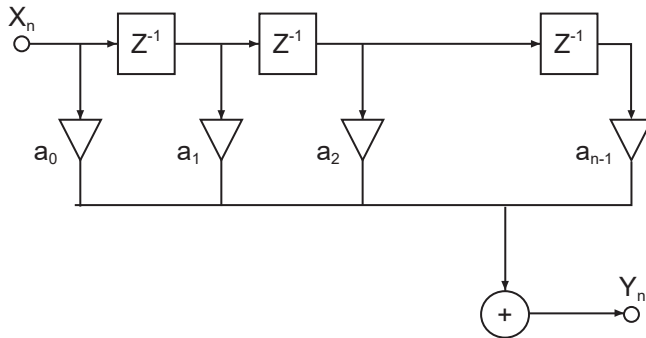 Xₙ
Z⁻¹ Z⁻¹ Z⁻¹
a₀ a₁ a₂ aₙ₋₁
+
Yₙ